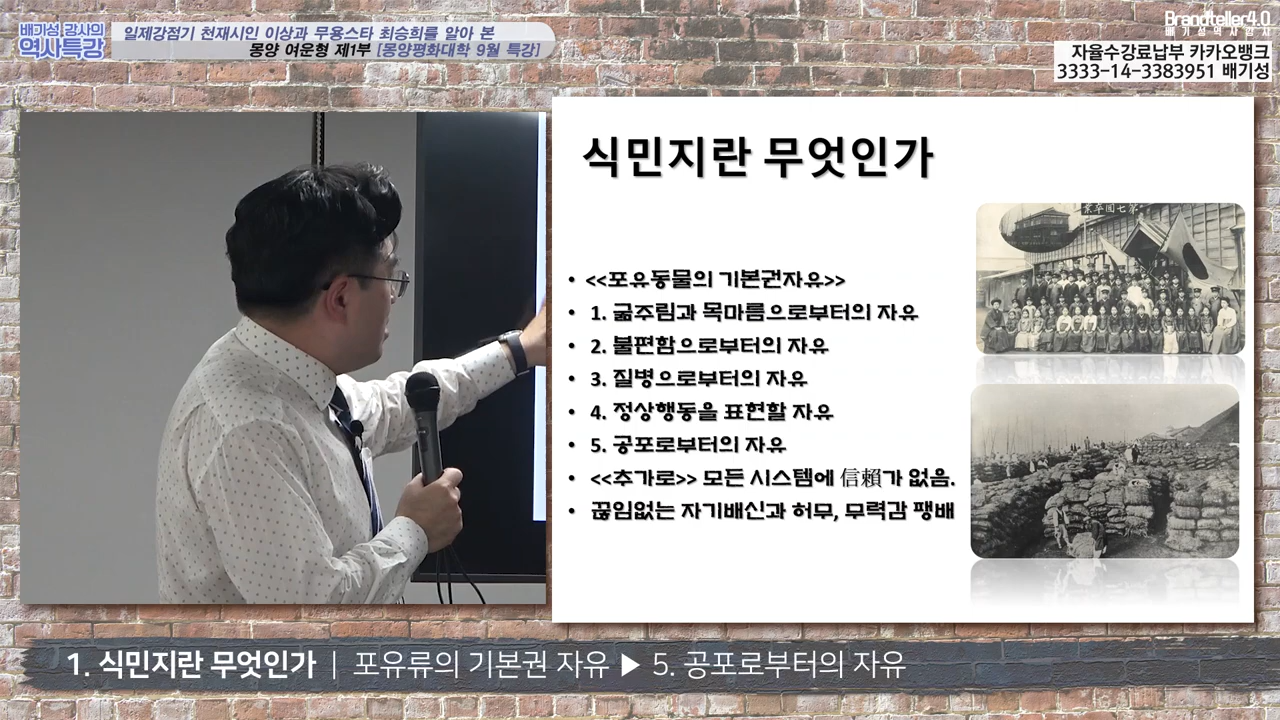 배기성 강사의
역사특강
일제강점기 천재시인 이상과 무용스타 최승희를 알아 본
몽양 여운형 제1부 [몽양평화대학 9월 특강]
Brandteller4.0
배기성역사열사
자율수강료납부 카카오뱅크
3333-14-3383951 배기성
식민지란 무엇인가
• <<포유동물의 기본권자유>>
• 1. 굶주림과 목마름으로부터의 자유
• 2. 불편함으로부터의 자유
• 3. 질병으로부터의 자유
• 4. 정상행동을 표현할 자유
• 5. 공포로부터의 자유
• <<추가로>> 모든 시스템에 信賴가 없음.
• 끊임없는 자기배신과 허무, 무력감 팽배
業卒回七第
1. 식민지란 무엇인가 | 포유류의 기본권 자유 ▶ 5. 공포로부터의 자유